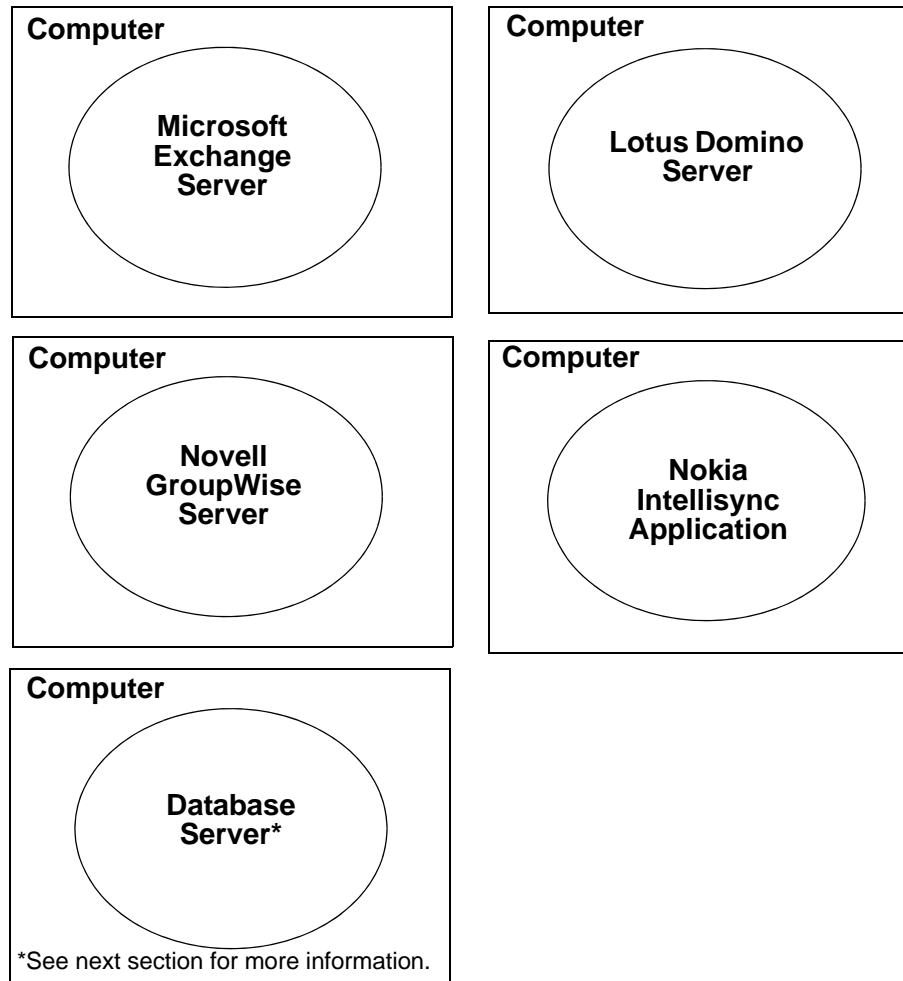 Computer
Microsoft
Exchange
Server
Computer
Lotus Domino
Server
Computer
Novell
GroupWise
Server
Computer
Nokia
Intellisync
Application
Computer
Database
Server*
*See next section for more information.